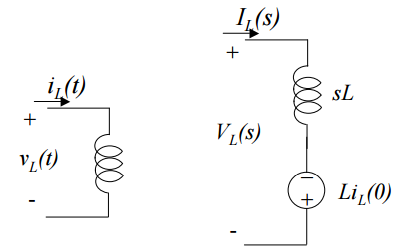 i_L(t)
+
v_L(t)
-
I_L(s)
+
sL
V_L(s)
−
+
Li_L(0)
-